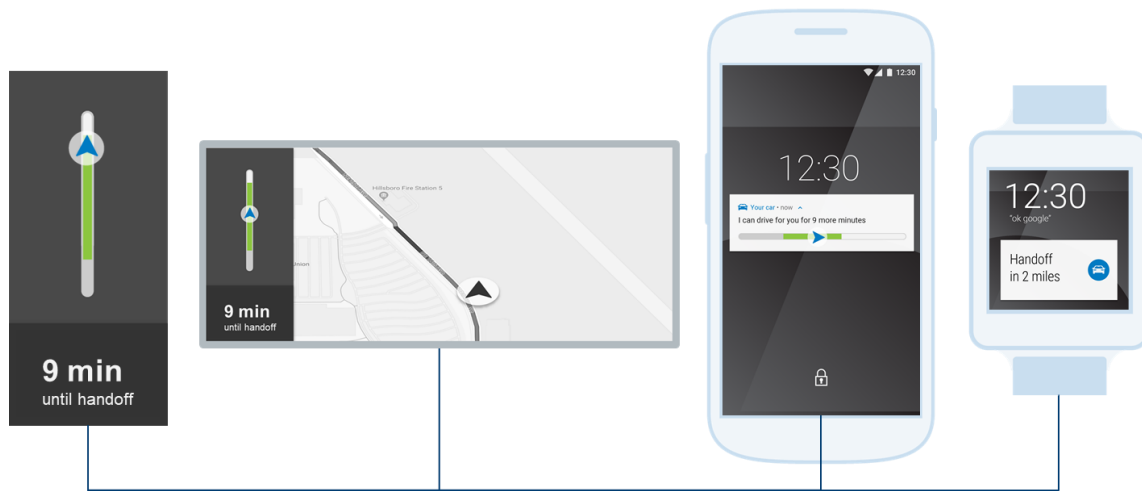 9 min
until handoff
Hillsboro Fire Station 5
nion
9 min
until handoff
12:30
12:30
Your car • now
I can drive for you for 9 more minutes
12:30
"ok google"
Handoff
in 2 miles